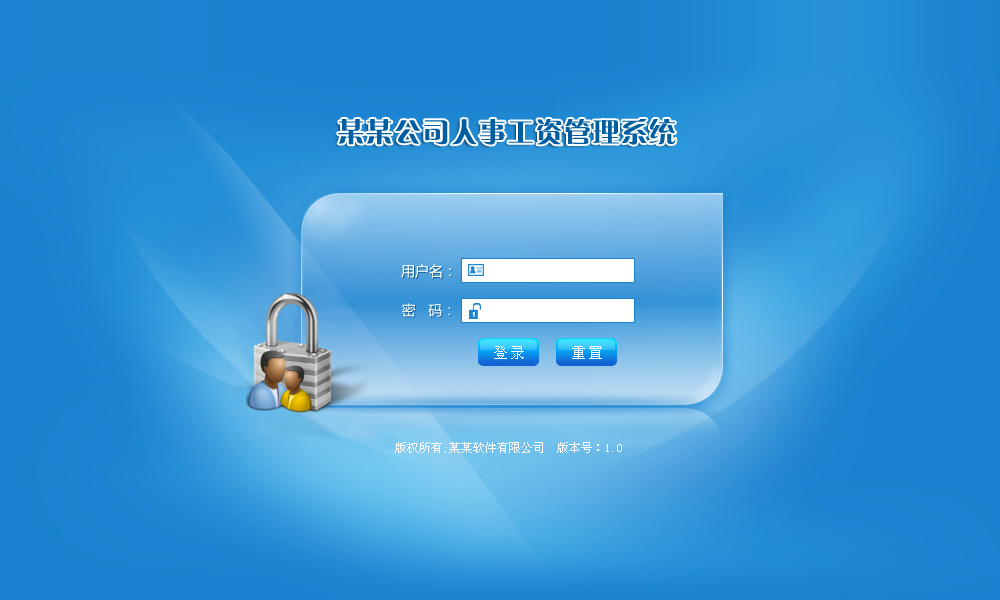 某某公司人事工资管理系统
用户名：
密 码：
登录 重置
版权所有;某某软件有限公司 版本号：1.0